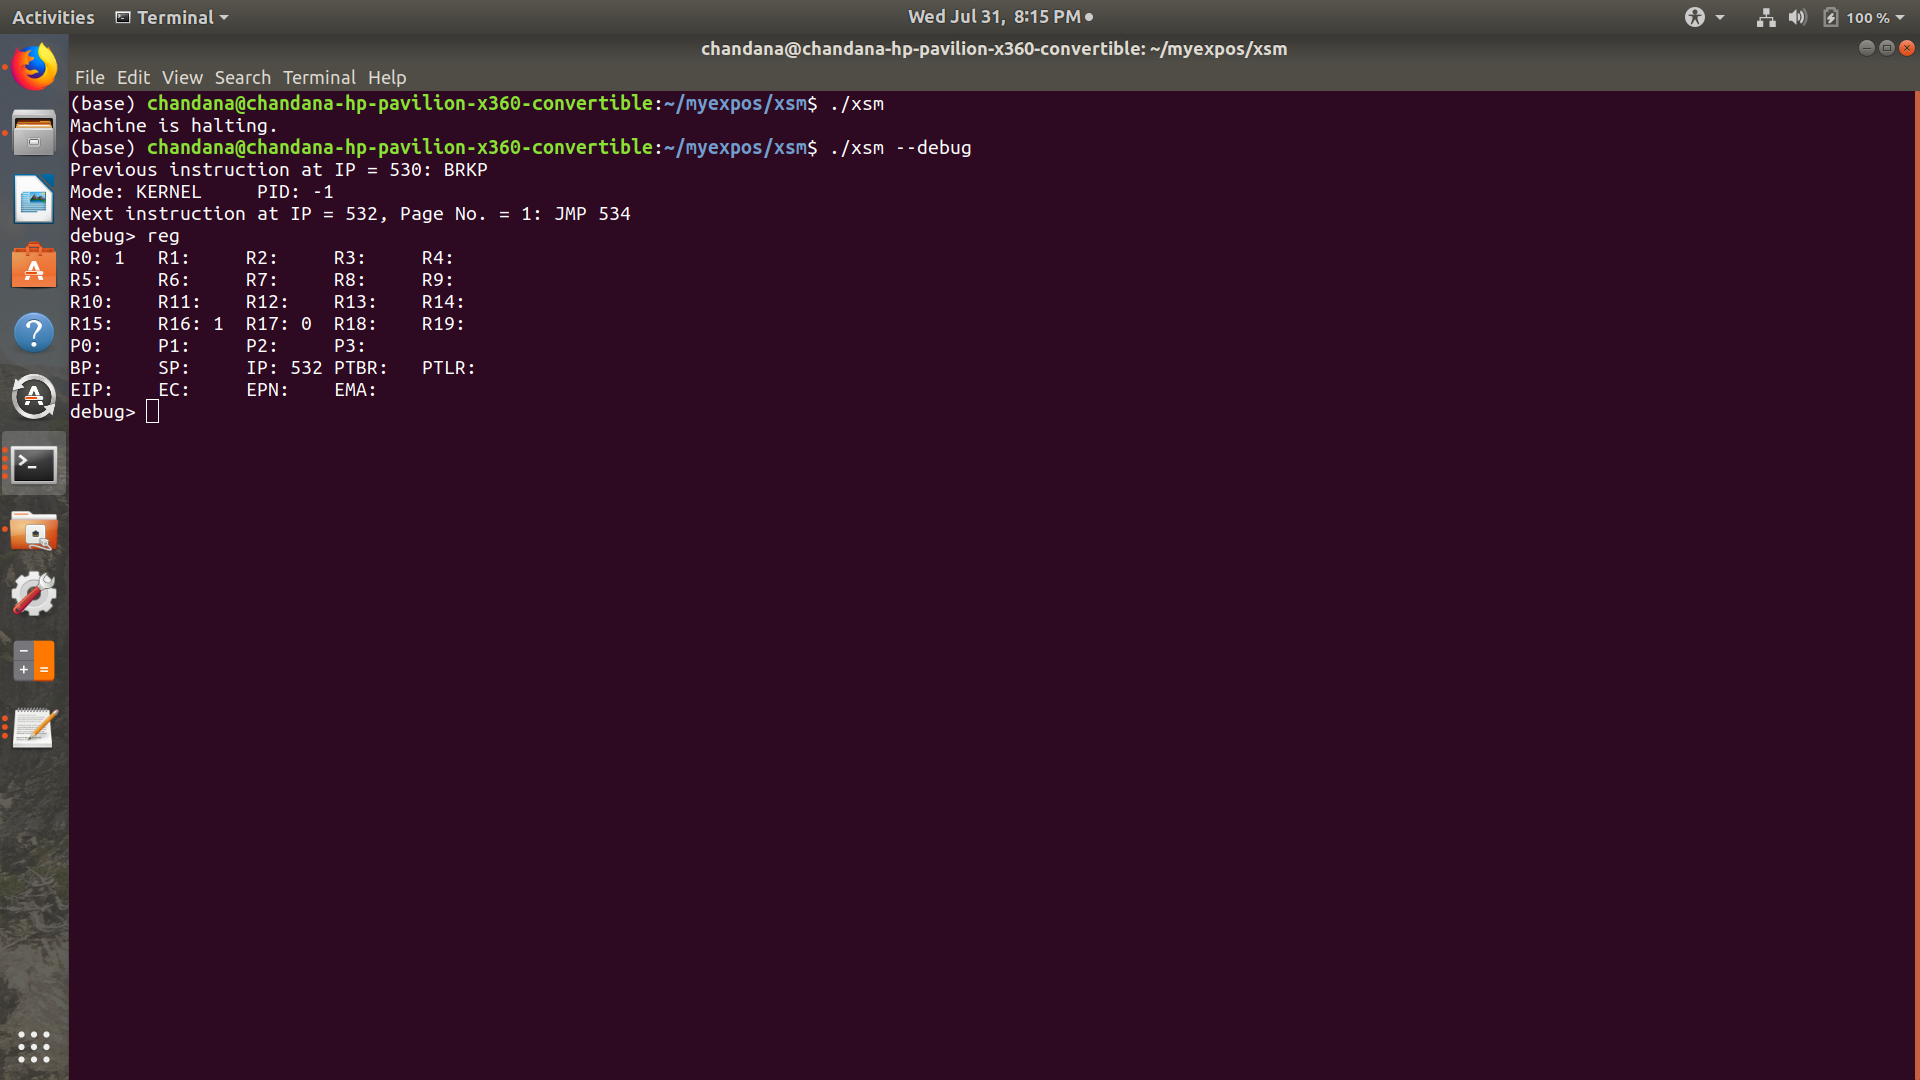 Activities Terminal Wed Jul 31, 8:15 PM 100 %
chandana@chandana-hp-pavilion-x360-convertible: ~/myexpos/xsm
File Edit View Search Terminal Help
(base) chandana@chandana-hp-pavilion-x360-convertible:~/myexpos/xsm$ ./xsm
Machine is halting.
(base) chandana@chandana-hp-pavilion-x360-convertible:~/myexpos/xsm$ ./xsm --debug
Previous instruction at IP = 530: BRKP
Mode: KERNEL PID: -1
Next instruction at IP = 532, Page No. = 1: JMP 534
debug> reg
R0: 1 R1: R2: R3: R4:
R5: R6: R7: R8: R9:
R10: R11: R12: R13: R14:
R15: R16: 1 R17: 0 R18: R19:
P0: P1: P2: P3:
BP: SP: IP: 532 PTBR: PTLR:
EIP: EC: EPN: EMA:
debug>